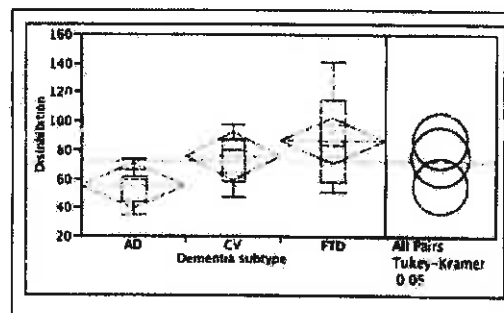 160
140
120
100
80
60
40
20
Disinhibition
AD
CV
FTD
Dementia subtype
All Pairs
Tukey-Kramer
0.05